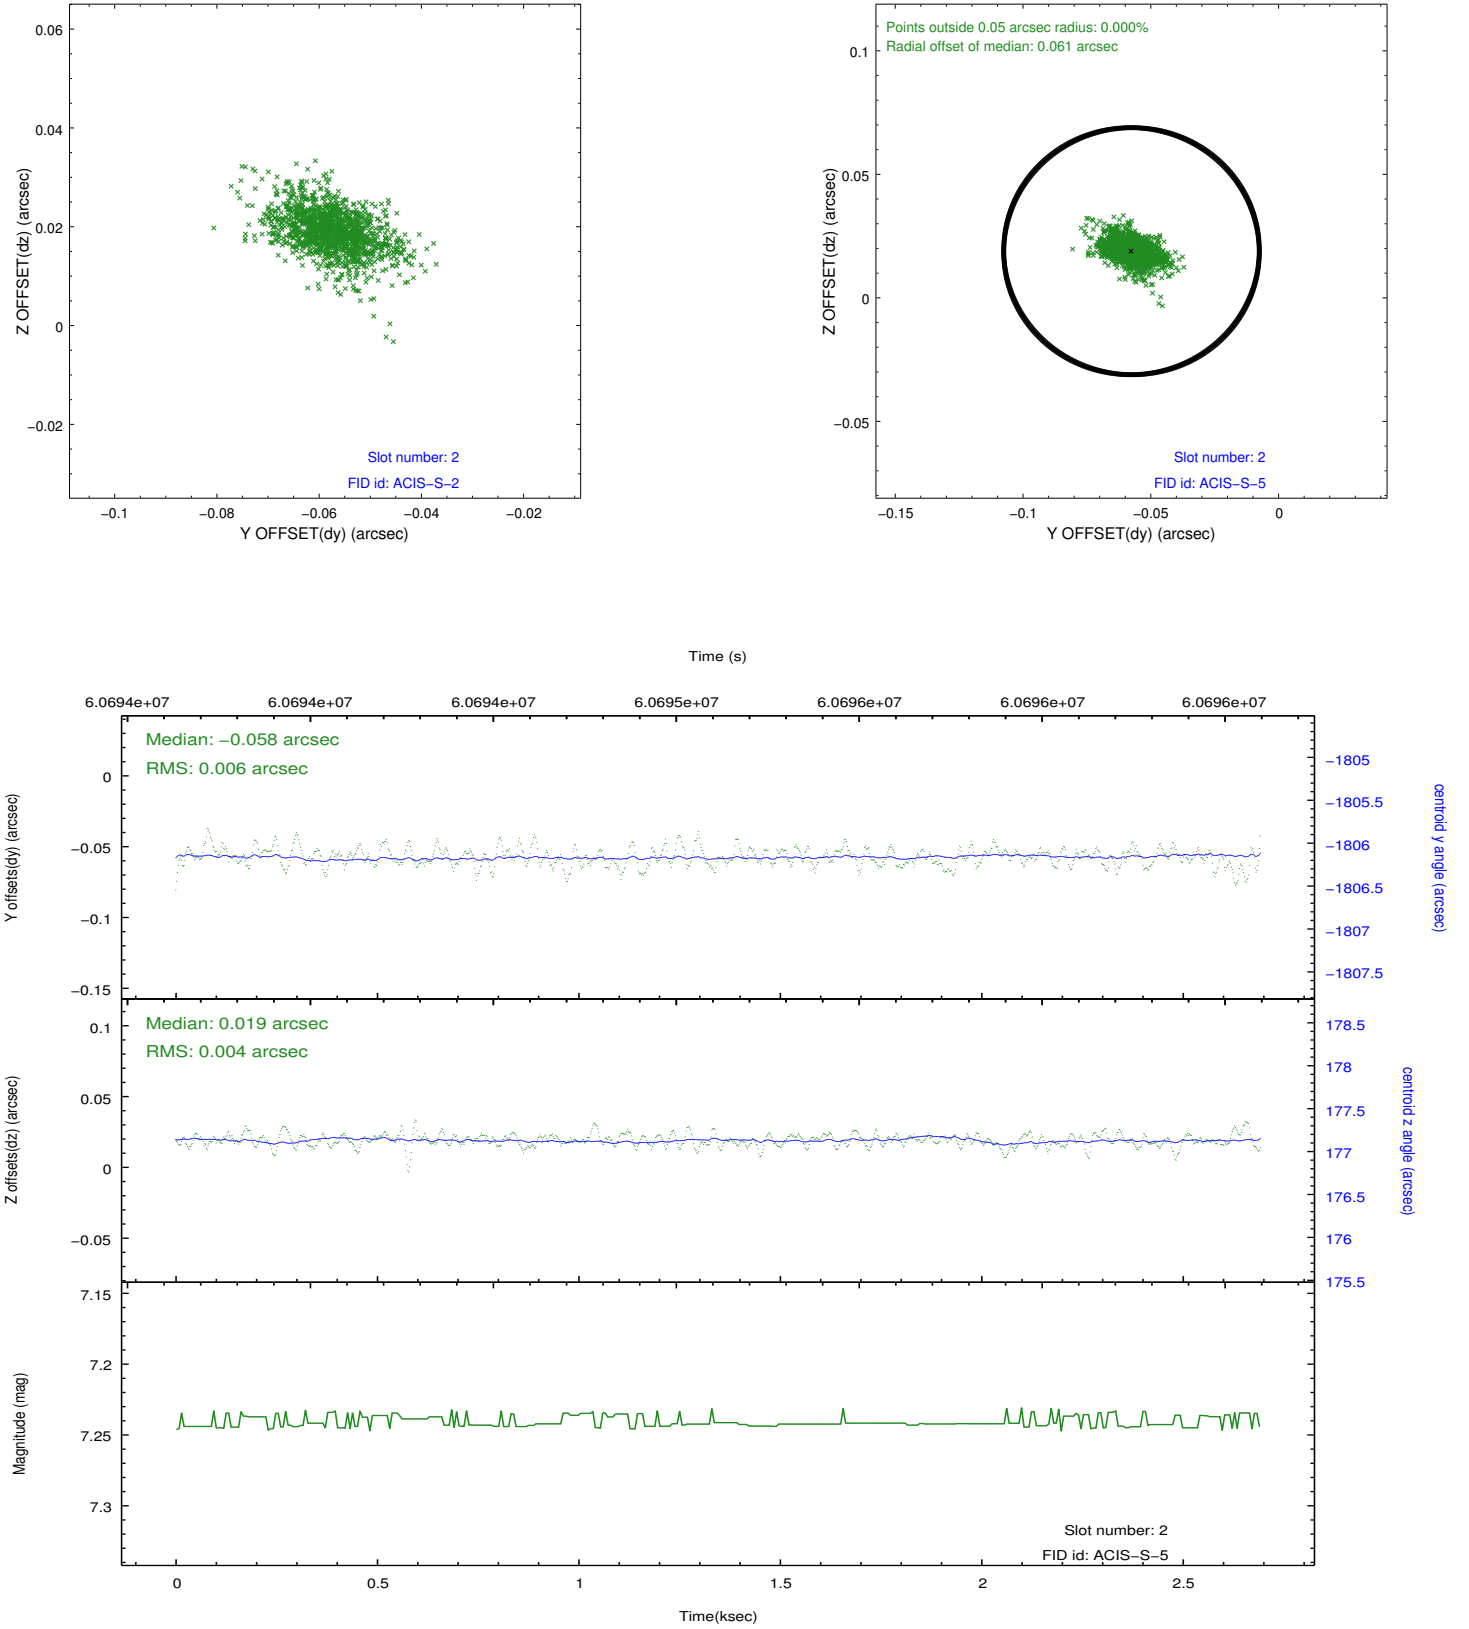 0.06
0.04
0.02
0
−0.02
Z OFFSET(dz) (arcsec)
Slot number: 2
FID id: ACIS−S−2
−0.1
−0.08
−0.06
−0.04
−0.02
Y OFFSET(dy) (arcsec)
Points outside 0.05 arcsec radius: 0.000%
Radial offset of median: 0.061 arcsec
0.1
0.05
0
−0.05
Z OFFSET(dz) (arcsec)
Slot number: 2
FID id: ACIS−S−5
−0.15
−0.1
−0.05
0
Y OFFSET(dy) (arcsec)
Time (s)
6.0694e+07
6.0694e+07
6.0694e+07
6.0695e+07
6.0696e+07
6.0696e+07
6.0696e+07
Median: −0.058 arcsec
RMS: 0.006 arcsec
0
−0.05
−0.1
−0.15
Y offsets(dy) (arcsec)
−1805
−1805.5
−1806
−1806.5
−1807
−1807.5
centroid y angle (arcsec)
Median: 0.019 arcsec
RMS: 0.004 arcsec
0.1
0.05
0
−0.05
Z offsets(dz) (arcsec)
178.5
178
177.5
177
176.5
176
175.5
centroid z angle (arcsec)
7.15
7.2
7.25
7.3
Magnitude (mag)
Slot number: 2
FID id: ACIS−S−5
0
0.5
1
1.5
2
2.5
Time(ksec)